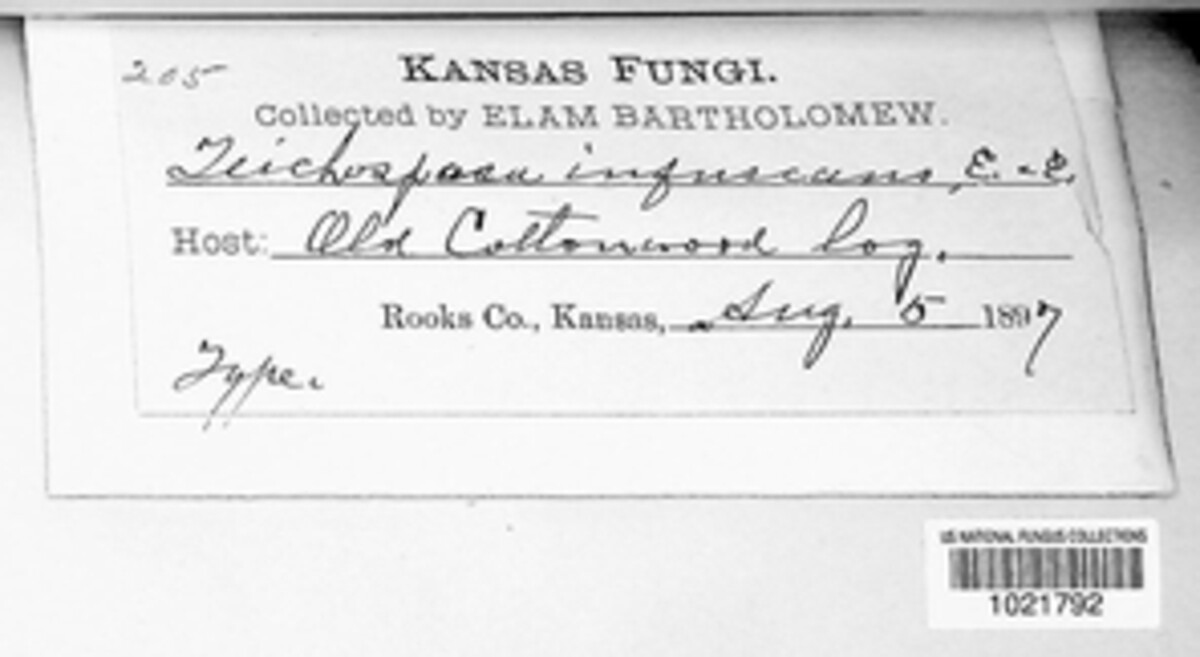 205
KANSAS FUNGI.
Collected by ELAM BARTHOLOMEW.
Teichospora infuscans, E. & E.
Host: Old Cottonwood log.
Rooks Co., Kansas, Aug. 5 1897
Type.
US NATIONAL FUNGUS COLLECTIONS
1021792